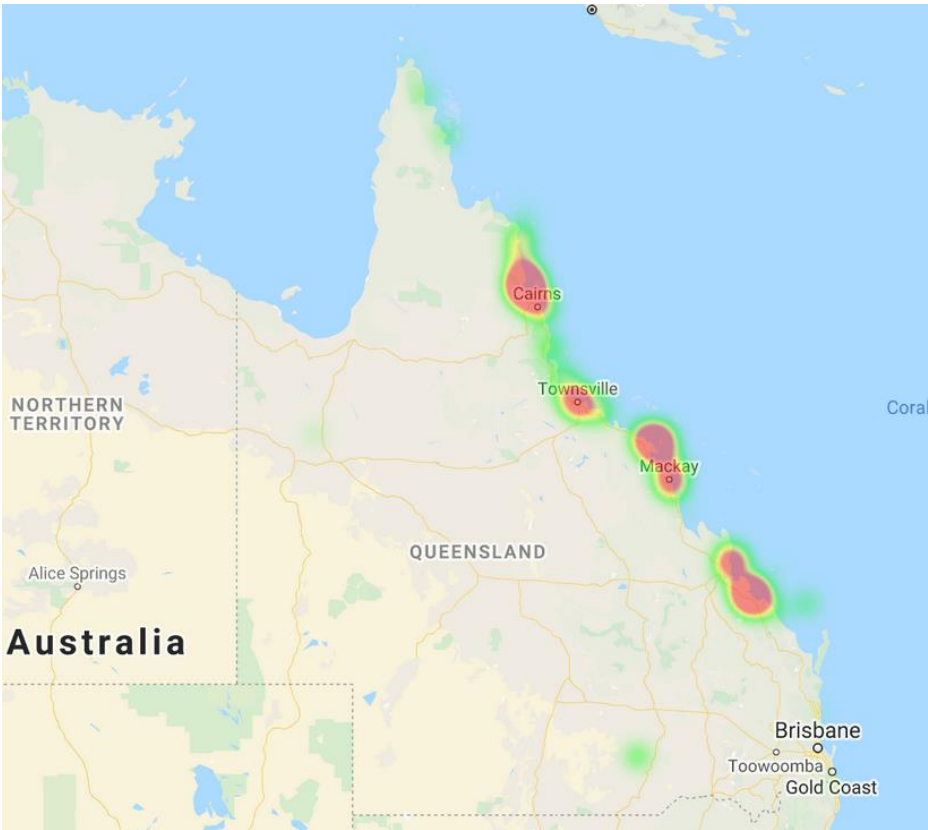 Cairns
Townsville
NORTHERN
TERRITORY
Coral
Mackay
QUEENSLAND
Alice Springs
Australia
Brisbane
Toowoomba
Gold Coast